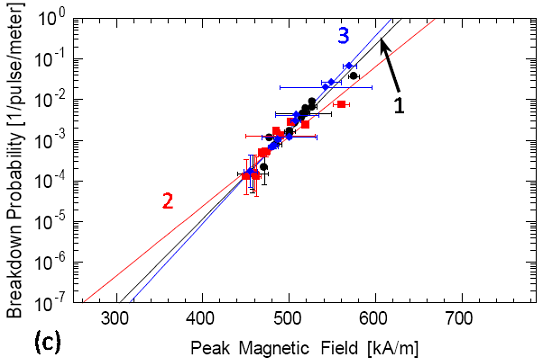 Breakdown Probability [1/pulse/meter]
10^0
10^-1
10^-2
10^-3
10^-4
10^-5
10^-6
10^-7
3
1
2
300 400 500 600 700
(c)
Peak Magnetic Field [kA/m]